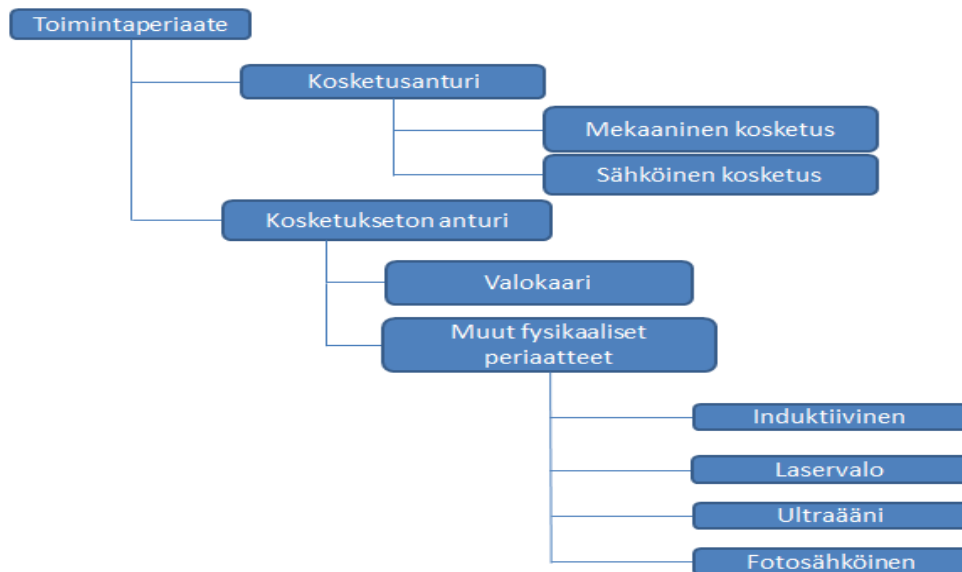 Toimintaperiaate
Kosketusanturi
Mekaaninen kosketus
Sähköinen kosketus
Kosketukseton anturi
Valokaari
Muut fysikaaliset
periaatteet
Induktiivinen
Laservalo
Ultraääni
Fotosähköinen